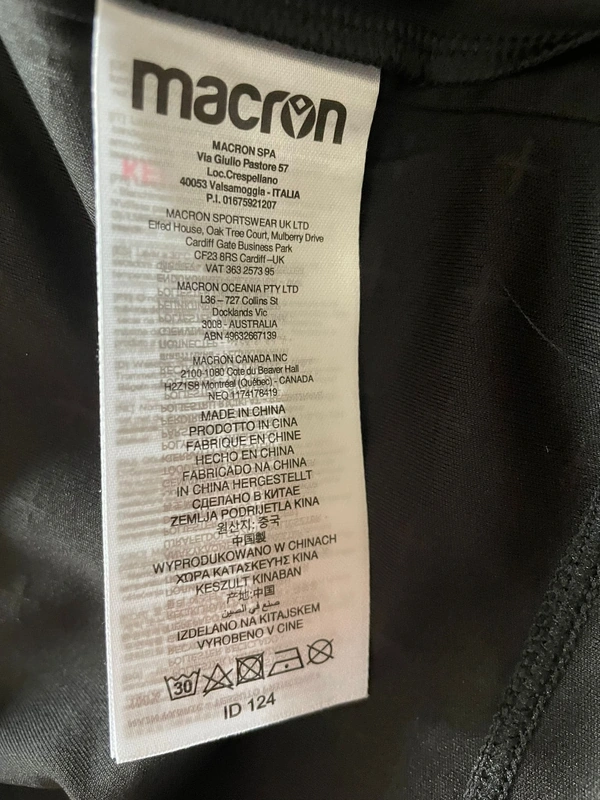 macron
MACRON SPA
Via Giulio Pastore 57
Loc.Crespellano
40053 Valsamoggia - ITALIA
P.I. 01675921207
MACRON SPORTSWEAR UK LTD
Elfed House, Oak Tree Court, Mulberry Drive
Cardiff Gate Business Park
CF23 8RS Cardiff –UK
VAT 363 2573 95
MACRON OCEANIA PTY LTD
L36 – 727 Collins St
Docklands Vic
3008 - AUSTRALIA
ABN 49632667139
MACRON CANADA INC
2100-1080 Cote du Beaver Hall
H2Z1S8 Montréal (Québec) - CANADA
NEQ 1174178419
MADE IN CHINA
PRODOTTO IN CINA
FABRIQUE EN CHINE
HECHO EN CHINA
FABRICADO NA CHINA
IN CHINA HERGESTELLT
СДЕЛАНО В КИТАЕ
ZEMLJA PODRIJETLA KINA
원산지: 중국
中国製
WYPRODUKOWANO W CHINACH
ΧΩΡΑ ΚΑΤΑΣΚΕΥΉΣ ΚΙΝΑ
KESZULT KINABAN
产地:中国
صنع في الصين
IZDELANO NA KITAJSKEM
VYROBENO V CINE
30
ID 124